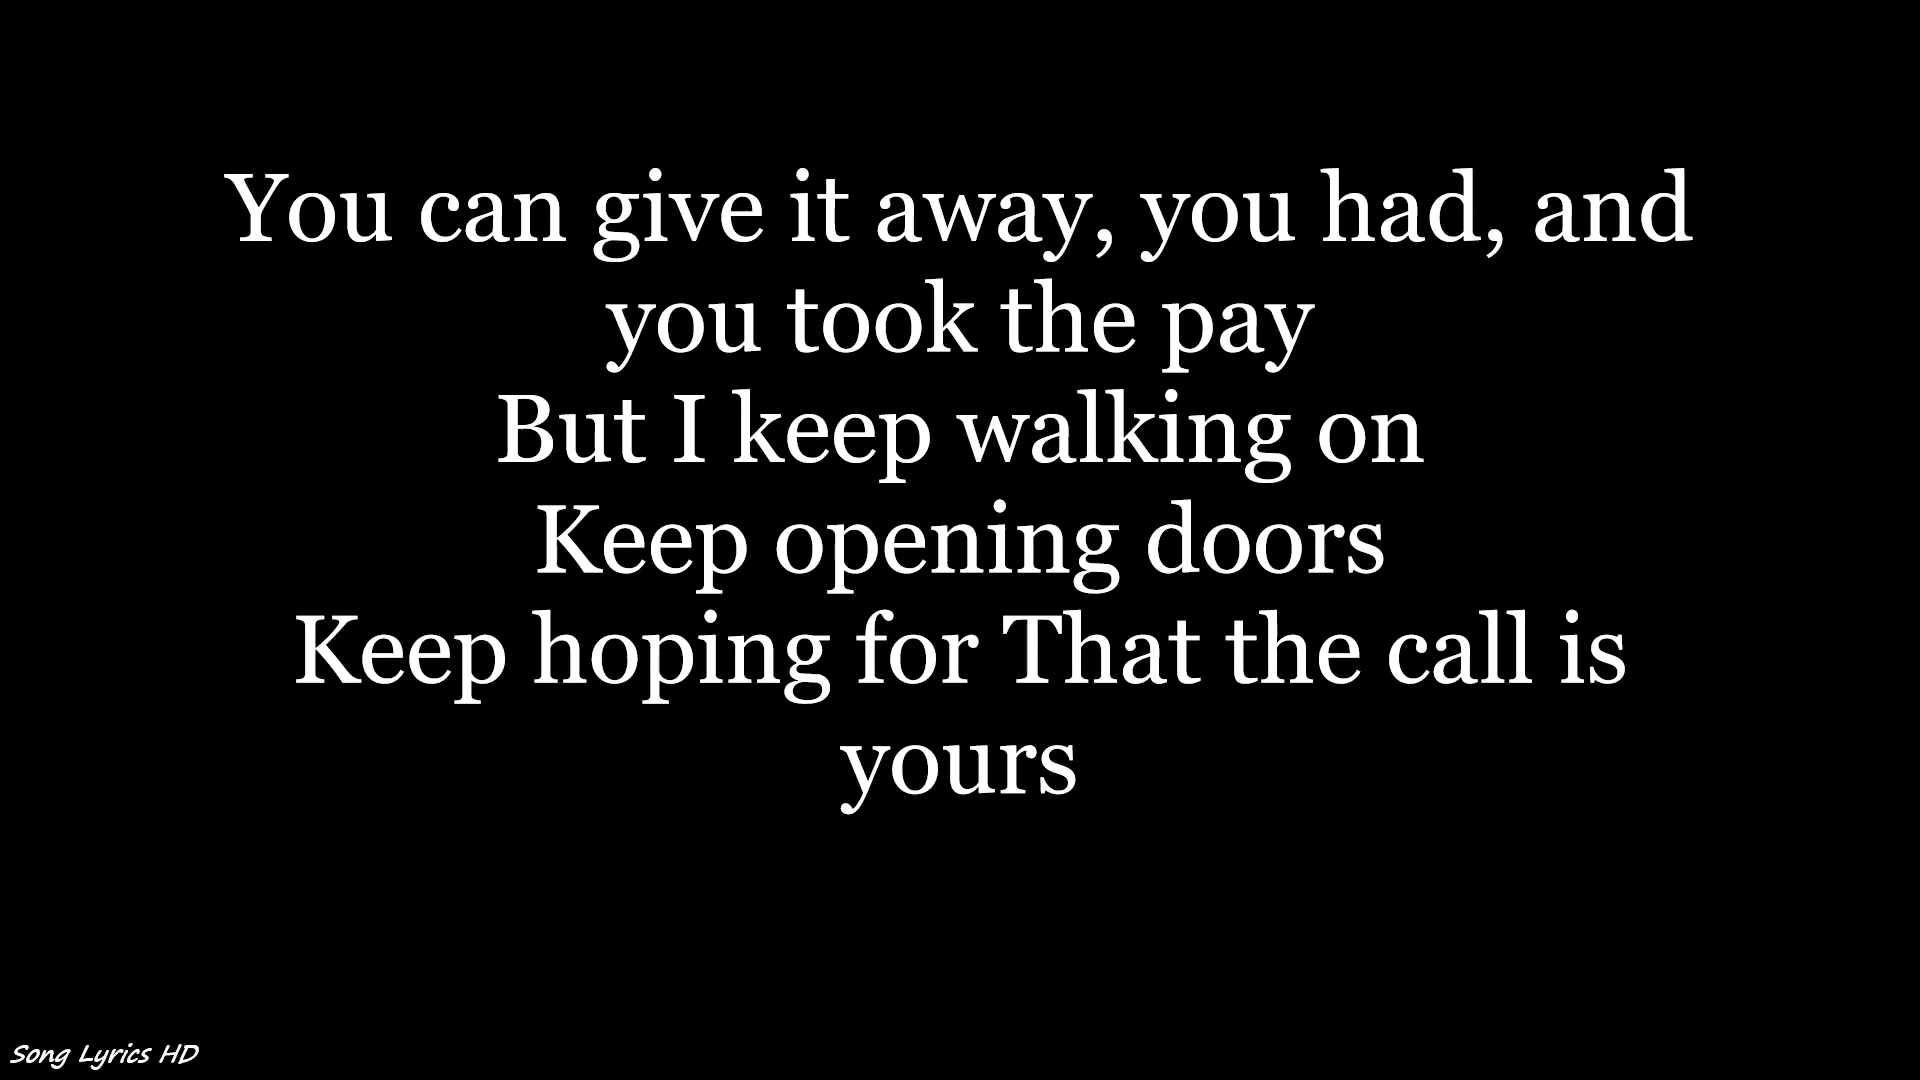 You can give it away, you had, and
you took the pay
But I keep walking on
Keep opening doors
Keep hoping for That the call is
yours
Song Lyrics HD